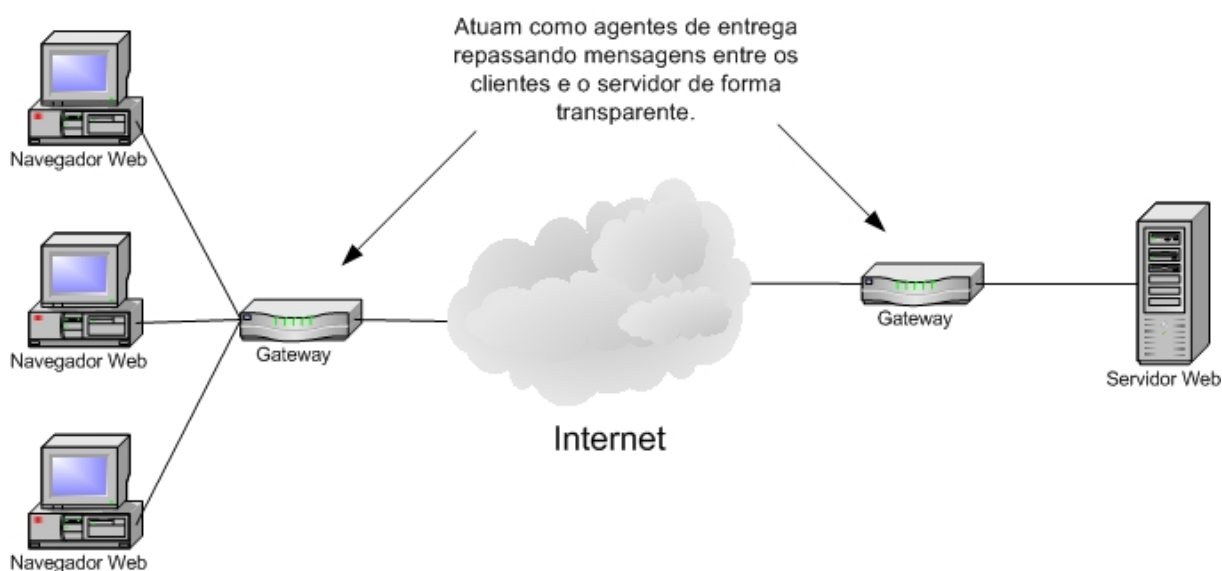 Atuam como agentes de entrega
repassando mensagens entre os
clientes e o servidor de forma
transparente.
Navegador Web
Navegador Web
Gateway
Gateway
Servidor Web
Internet
Navegador Web